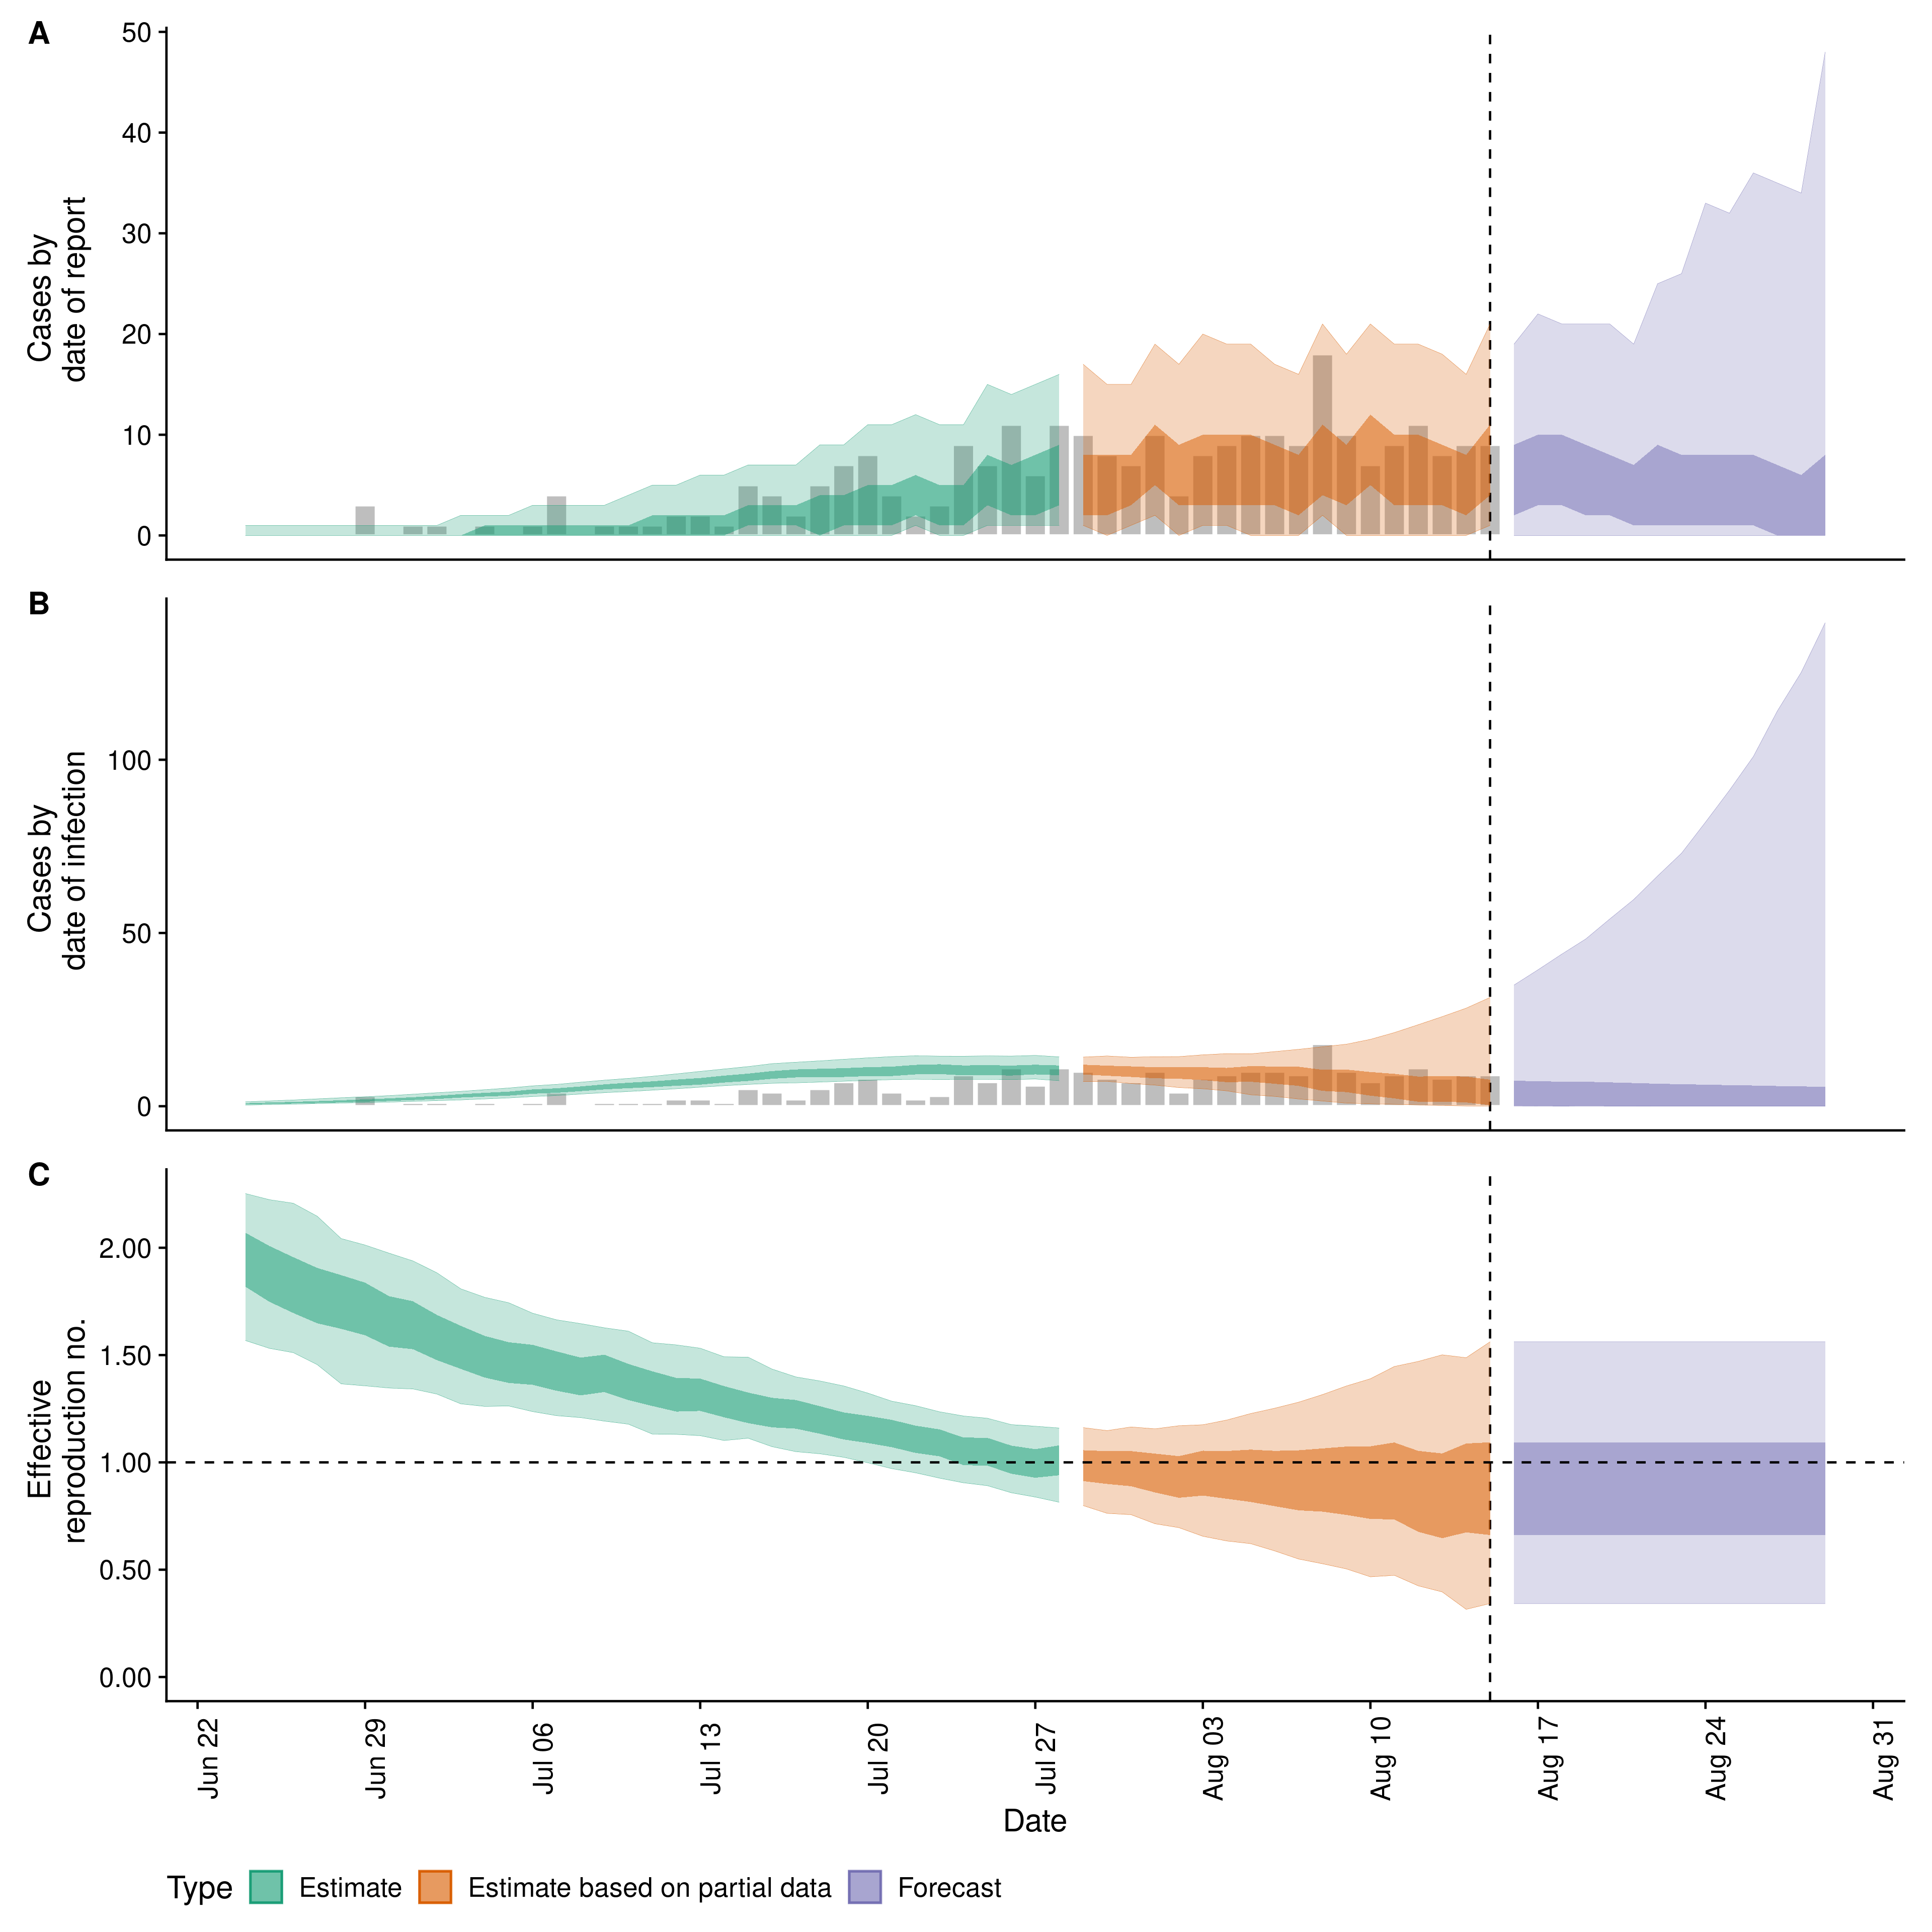 A
50
40
30
20
10
0
Cases by
date of report
B
100
50
0
Cases by
date of infection
C
2.00
1.50
1.00
0.50
0.00
Effective
reproduction no.
Jun 22
Jun 29
Jul 06
Jul 13
Jul 20
Jul 27
Aug 03
Aug 10
Aug 17
Aug 24
Aug 31
Date
Type Estimate Estimate based on partial data Forecast